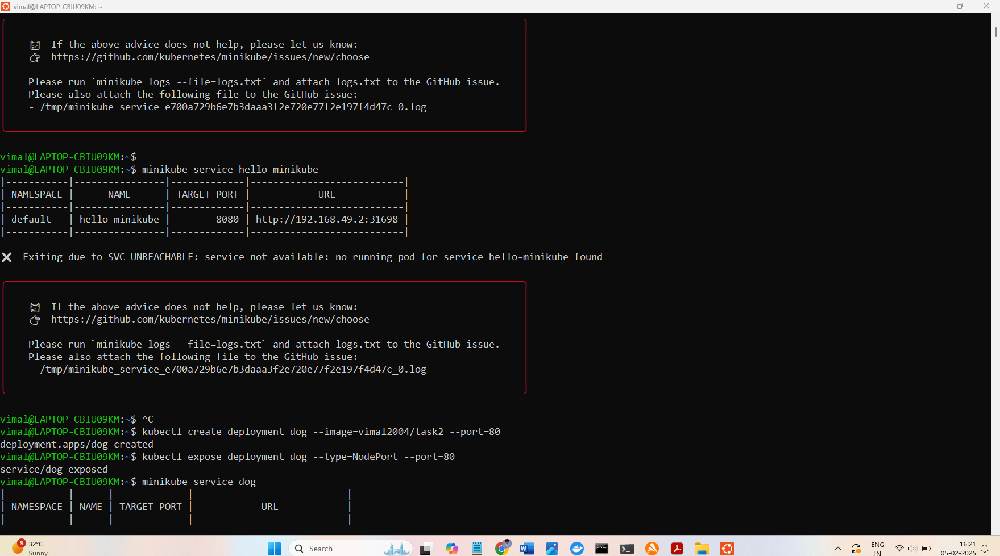 vimal@LAPTOP-CBIU09KM: ~
If the above advice does not help, please let us know:
https://github.com/kubernetes/minikube/issues/new/choose
Please run `minikube logs --file=logs.txt` and attach logs.txt to the GitHub issue.
Please also attach the following file to the GitHub issue:
- /tmp/minikube_service_e700a729b6e7b3daaa3f2e720e77f2e197f4d47c_0.log
vimal@LAPTOP-CBIU09KM:~$
vimal@LAPTOP-CBIU09KM:~$ minikube service hello-minikube
|-----------|----------------|-------------|---------------------------|
| NAMESPACE | NAME | TARGET PORT | URL |
|-----------|----------------|-------------|---------------------------|
| default | hello-minikube | 8080 | http://192.168.49.2:31698 |
|-----------|----------------|-------------|---------------------------|
Exiting due to SVC_UNREACHABLE: service not available: no running pod for service hello-minikube found
If the above advice does not help, please let us know:
https://github.com/kubernetes/minikube/issues/new/choose
Please run `minikube logs --file=logs.txt` and attach logs.txt to the GitHub issue.
Please also attach the following file to the GitHub issue:
- /tmp/minikube_service_e700a729b6e7b3daaa3f2e720e77f2e197f4d47c_0.log
vimal@LAPTOP-CBIU09KM:~$ ^C
vimal@LAPTOP-CBIU09KM:~$ kubectl create deployment dog --image=vimal2004/task2 --port=80
deployment.apps/dog created
vimal@LAPTOP-CBIU09KM:~$ kubectl expose deployment dog --type=NodePort --port=80
service/dog exposed
vimal@LAPTOP-CBIU09KM:~$ minikube service dog
|-----------|------|-------------|---------------------------|
| NAMESPACE | NAME | TARGET PORT | URL |
|-----------|------|-------------|---------------------------|
9
32°C
Sunny
Search
ENG
IN
16:21
05-02-2025